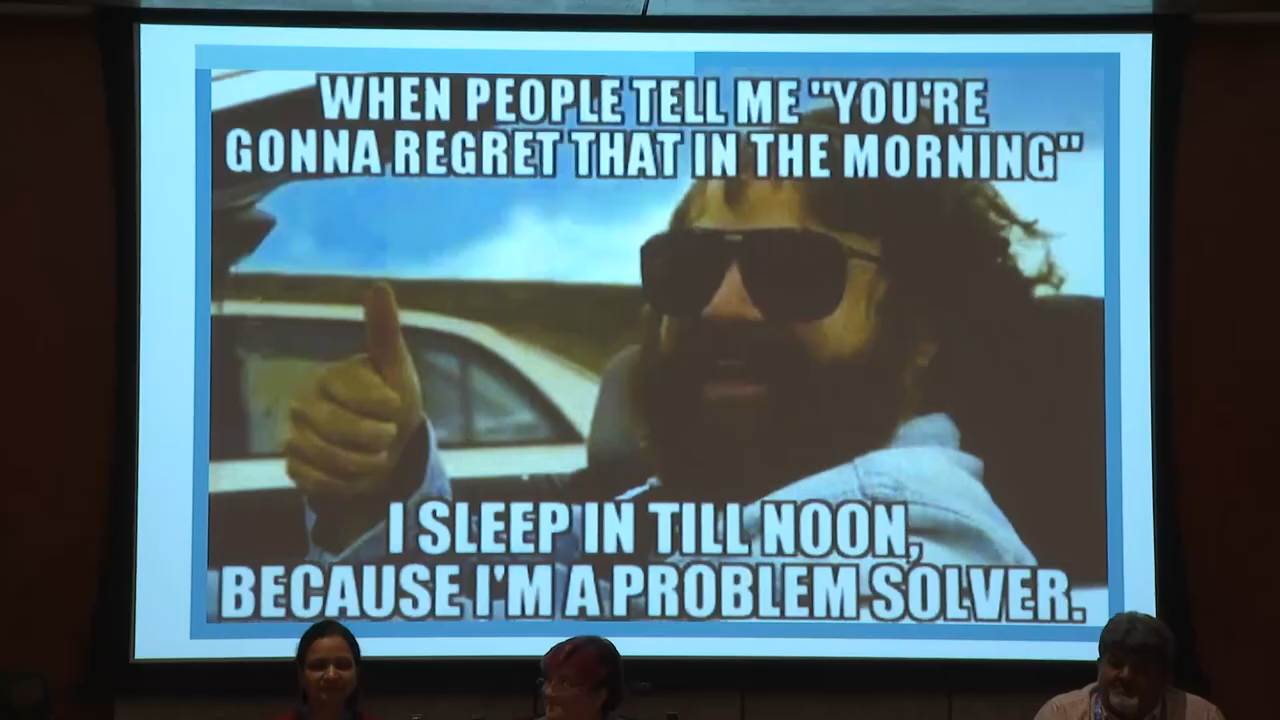 WHEN PEOPLE TELL ME "YOU'RE
GONNA REGRET THAT IN THE MORNING"
I SLEEP IN TILL NOON,
BECAUSE I'M A PROBLEM SOLVER.